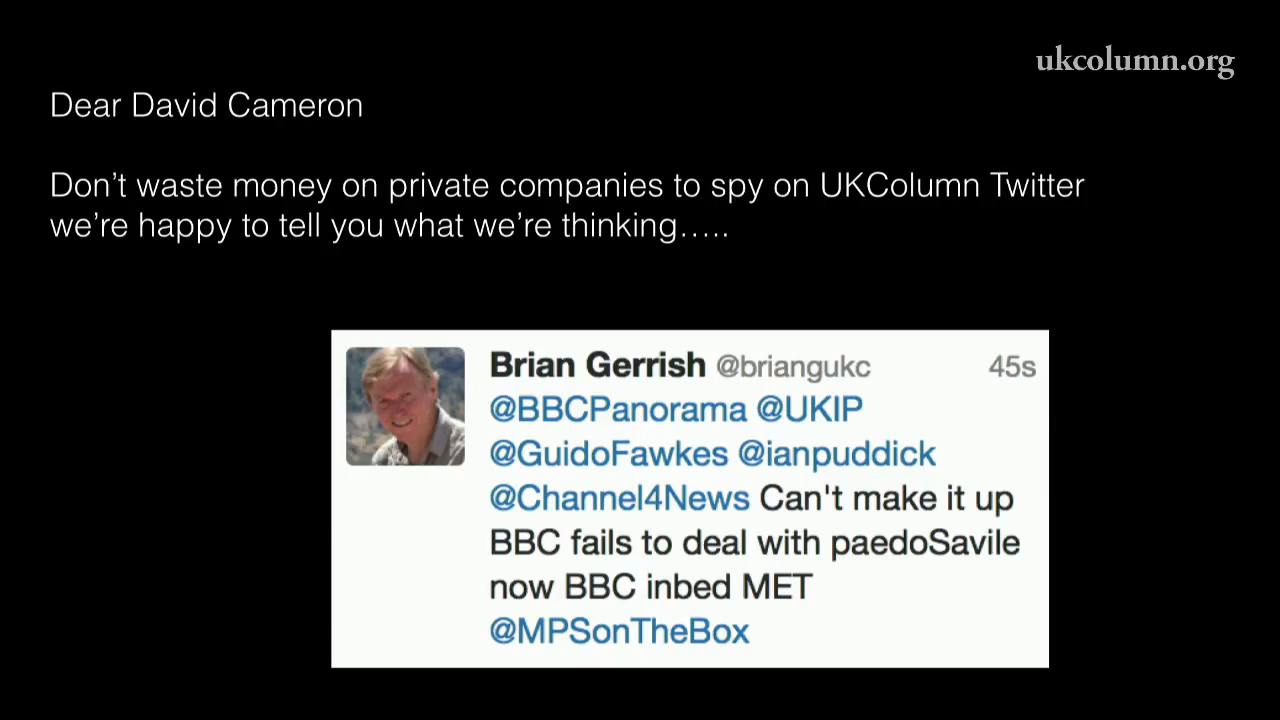 ukcolumn.org
Dear David Cameron
Don't waste money on private companies to spy on UKColumn Twitter
we're happy to tell you what we're thinking…..
Brian Gerrish @briangukc 45s
@BBCPanorama @UKIP
@GuidoFawkes @ianpuddick
@Channel4News Can't make it up
BBC fails to deal with paedoSavile
now BBC inbed MET
@MPSonTheBox